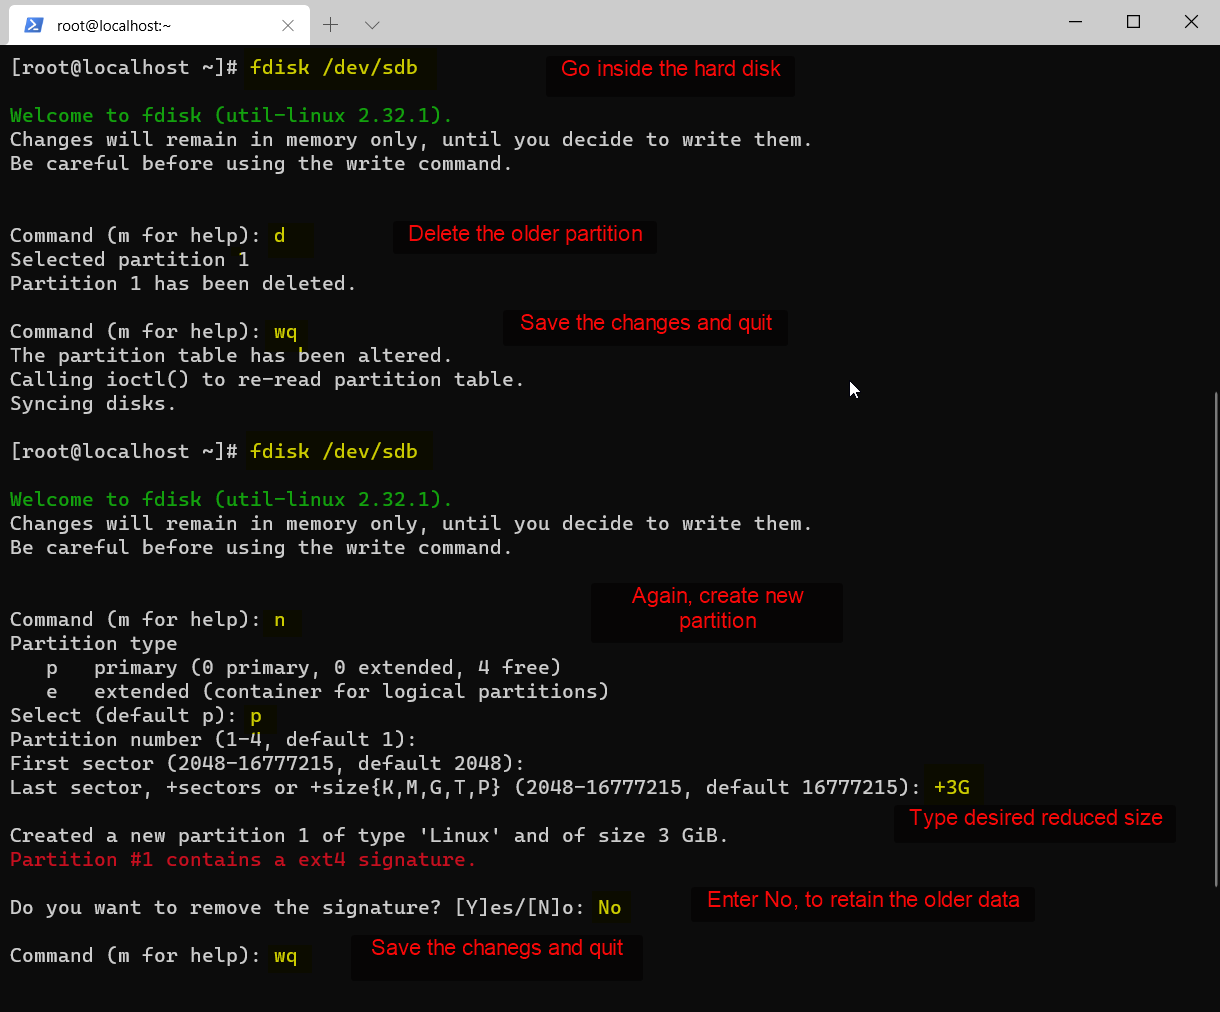 root@localhost:~
[root@localhost ~]# fdisk /dev/sdb
Go inside the hard disk
Welcome to fdisk (util-linux 2.32.1).
Changes will remain in memory only, until you decide to write them.
Be careful before using the write command.
Command (m for help): d
Delete the older partition
Selected partition 1
Partition 1 has been deleted.
Command (m for help): wq
Save the changes and quit
The partition table has been altered.
Calling ioctl() to re-read partition table.
Syncing disks.
[root@localhost ~]# fdisk /dev/sdb
Welcome to fdisk (util-linux 2.32.1).
Changes will remain in memory only, until you decide to write them.
Be careful before using the write command.
Again, create new
partition
Command (m for help): n
Partition type
p   primary (0 primary, 0 extended, 4 free)
e   extended (container for logical partitions)
Select (default p): p
Partition number (1-4, default 1):
First sector (2048-16777215, default 2048):
Last sector, +sectors or +size{K,M,G,T,P} (2048-16777215, default 16777215): +3G
Type desired reduced size
Created a new partition 1 of type 'Linux' and of size 3 GiB.
Partition #1 contains a ext4 signature.
Do you want to remove the signature? [Y]es/[N]o: No
Enter No, to retain the older data
Command (m for help): wq
Save the chanegs and quit